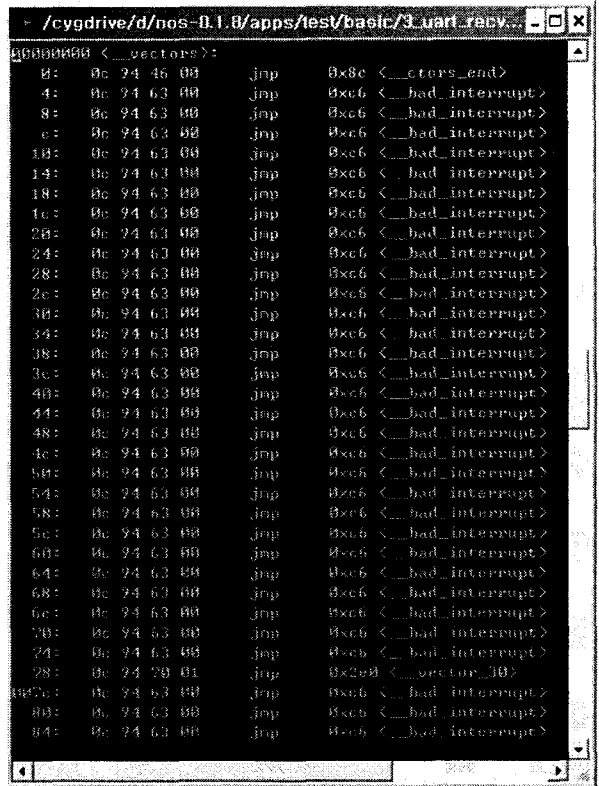 /cygdrive/d/nos-0.1.8/apps/test/basic/3_uart_recv...
00000000 <__vectors>:
0: 0c 94 46 00 jmp 0x8c <__ctors_end>
4: 0c 94 63 00 jmp 0xc6 <__bad_interrupt>
8: 0c 94 63 00 jmp 0xc6 <__bad_interrupt>
c: 0c 94 63 00 jmp 0xc6 <__bad_interrupt>
10: 0c 94 63 00 jmp 0xc6 <__bad_interrupt>
14: 0c 94 63 00 jmp 0xc6 <__bad_interrupt>
18: 0c 94 63 00 jmp 0xc6 <__bad_interrupt>
1c: 0c 94 63 00 jmp 0xc6 <__bad_interrupt>
20: 0c 94 63 00 jmp 0xc6 <__bad_interrupt>
24: 0c 94 63 00 jmp 0xc6 <__bad_interrupt>
28: 0c 94 63 00 jmp 0xc6 <__bad_interrupt>
2c: 0c 94 63 00 jmp 0xc6 <__bad_interrupt>
30: 0c 94 63 00 jmp 0xc6 <__bad_interrupt>
34: 0c 94 63 00 jmp 0xc6 <__bad_interrupt>
38: 0c 94 63 00 jmp 0xc6 <__bad_interrupt>
3c: 0c 94 63 00 jmp 0xc6 <__bad_interrupt>
40: 0c 94 63 00 jmp 0xc6 <__bad_interrupt>
44: 0c 94 63 00 jmp 0xc6 <__bad_interrupt>
48: 0c 94 63 00 jmp 0xc6 <__bad_interrupt>
4c: 0c 94 63 00 jmp 0xc6 <__bad_interrupt>
50: 0c 94 63 00 jmp 0xc6 <__bad_interrupt>
54: 0c 94 63 00 jmp 0xc6 <__bad_interrupt>
58: 0c 94 63 00 jmp 0xc6 <__bad_interrupt>
5c: 0c 94 63 00 jmp 0xc6 <__bad_interrupt>
60: 0c 94 63 00 jmp 0xc6 <__bad_interrupt>
64: 0c 94 63 00 jmp 0xc6 <__bad_interrupt>
68: 0c 94 63 00 jmp 0xc6 <__bad_interrupt>
6c: 0c 94 63 00 jmp 0xc6 <__bad_interrupt>
70: 0c 94 63 00 jmp 0xc6 <__bad_interrupt>
74: 0c 94 63 00 jmp 0xc6 <__bad_interrupt>
78: 0c 94 70 01 jmp 0x2e0 <__vector_30>
007c: 0c 94 63 00 jmp 0xc6 <__bad_interrupt>
80: 0c 94 63 00 jmp 0xc6 <__bad_interrupt>
84: 0c 94 63 00 jmp 0xc6 <__bad_interrupt>